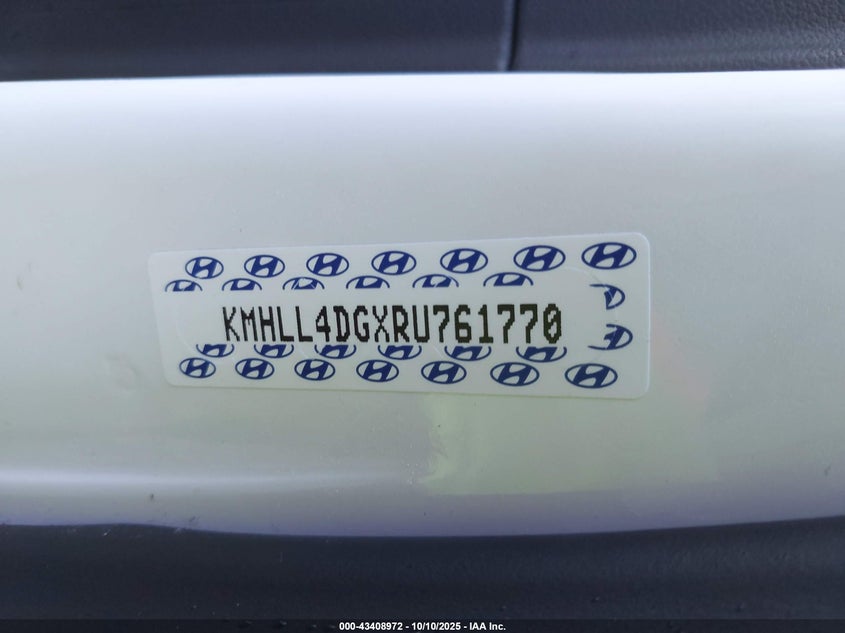 KMHLL4DGXRU761770
000-43408972 - 10/10/2025 - IAA Inc.